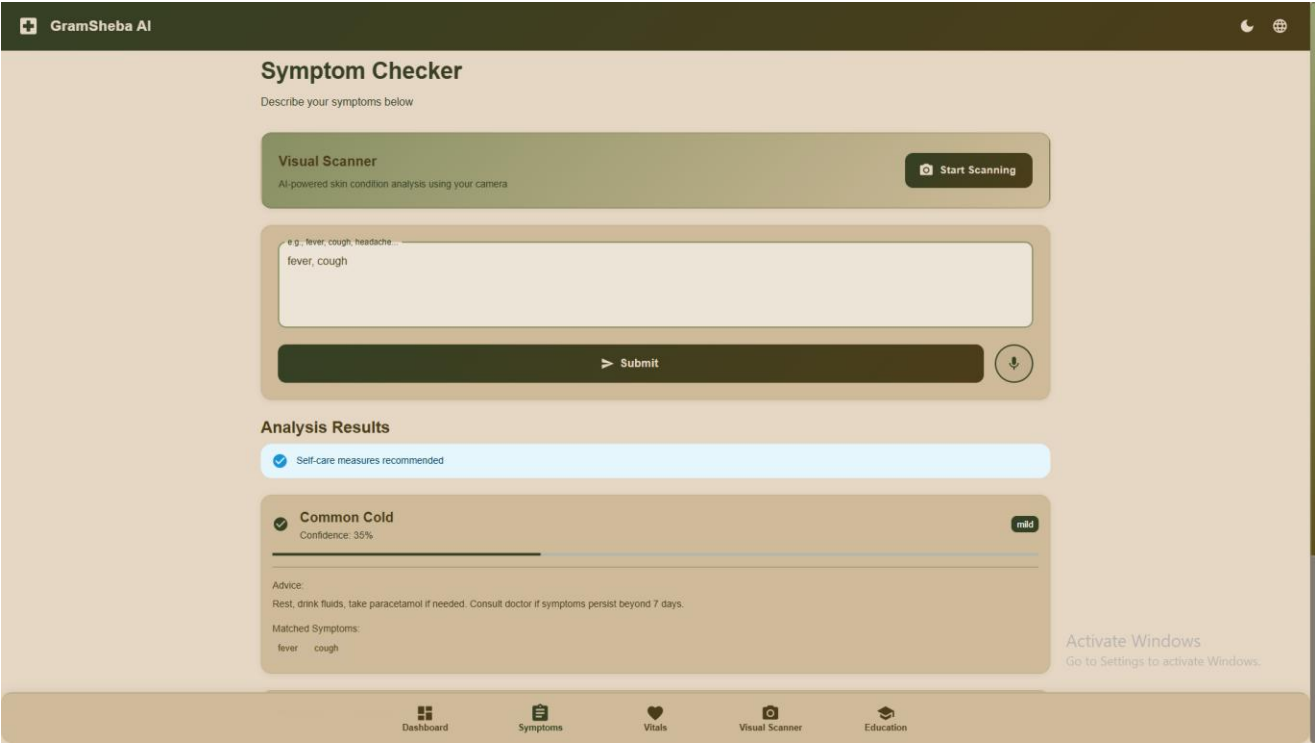 GramSheba AI
Symptom Checker
Describe your symptoms below
Visual Scanner
AI-powered skin condition analysis using your camera
Start Scanning
e.g., fever, cough, headache...
fever, cough
Submit
Analysis Results
Self-care measures recommended
Common Cold
Confidence: 35%
mild
Advice:
Rest, drink fluids, take paracetamol if needed. Consult doctor if symptoms persist beyond 7 days.
Matched Symptoms:
fever cough
Activate Windows
Go to Settings to activate Windows.
Dashboard Symptoms Vitals Visual Scanner Education